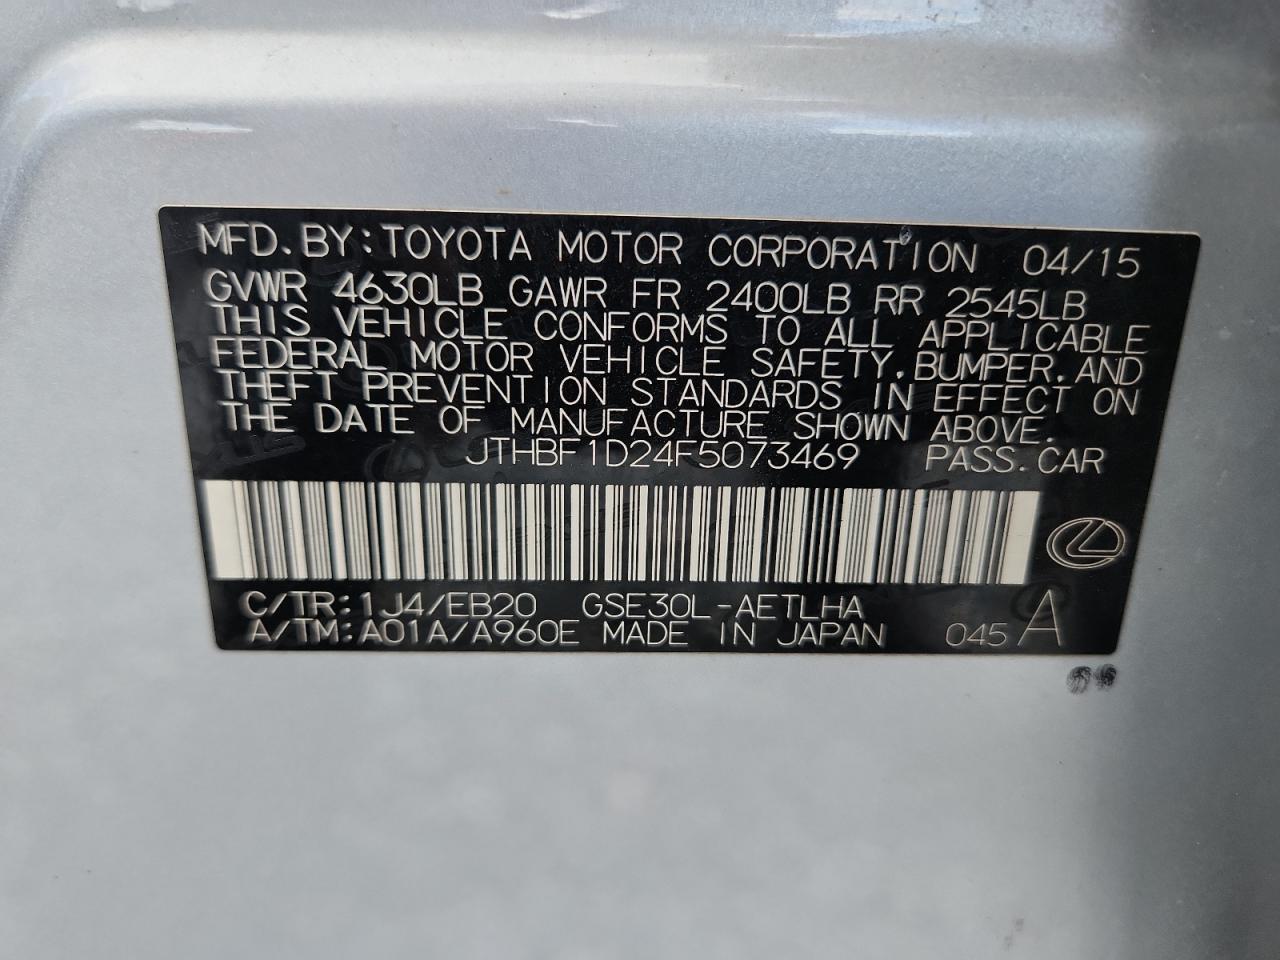 MFD.BY:TOYOTA MOTOR CORPORATION 04/15
GVWR 4630LB GAWR FR 2400LB RR 2545LB
THIS VEHICLE CONFORMS TO ALL APPLICABLE
FEDERAL MOTOR VEHICLE SAFETY,BUMPER,AND
THEFT PREVENTION STANDARDS IN EFFECT ON
THE DATE OF MANUFACTURE SHOWN ABOVE.
JTHBF1D24F5073469 PASS.CAR
C/TR:1J4/EB20 GSE30L-AETLHA
A/TM:A01A/A960E MADE IN JAPAN 045 A